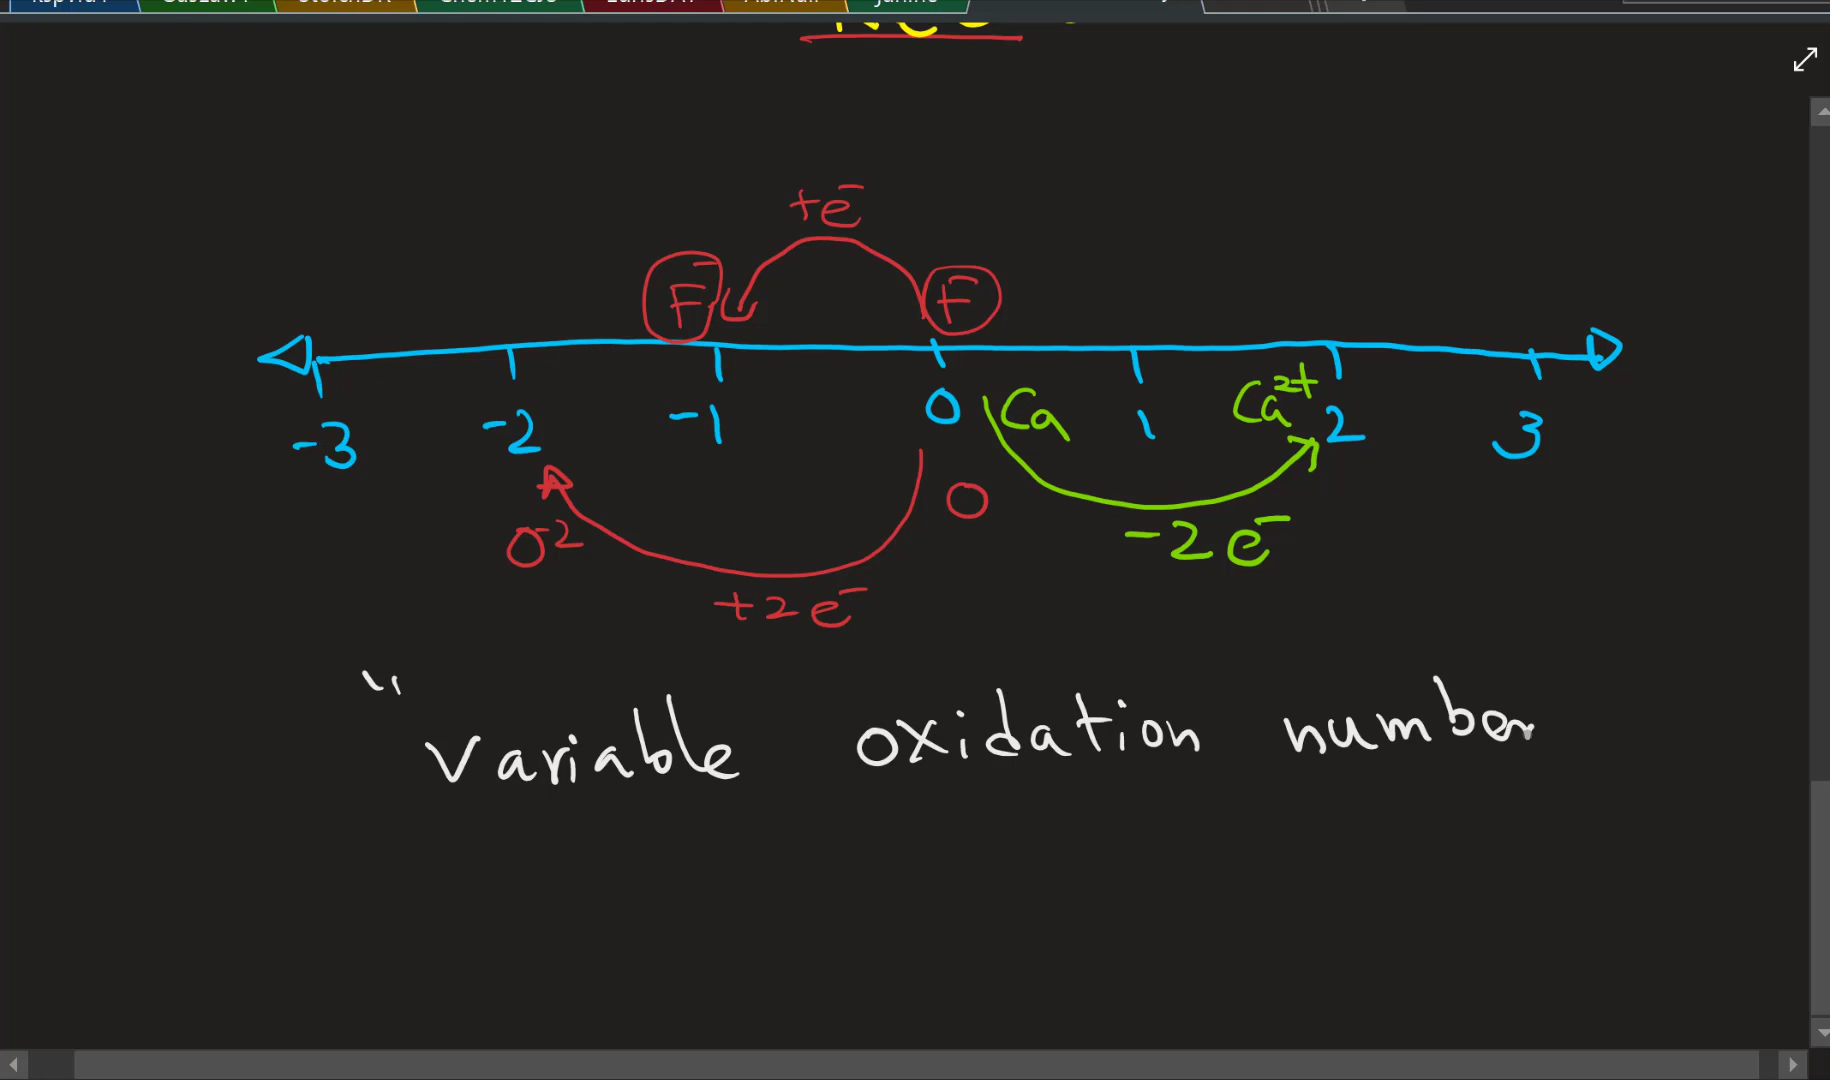 +e⁻
F⁻ F
-3 -2 -1 0 1 2 3
Ca Ca²⁺
O⁻² O
-2e⁻
+2e⁻
"variable oxidation number